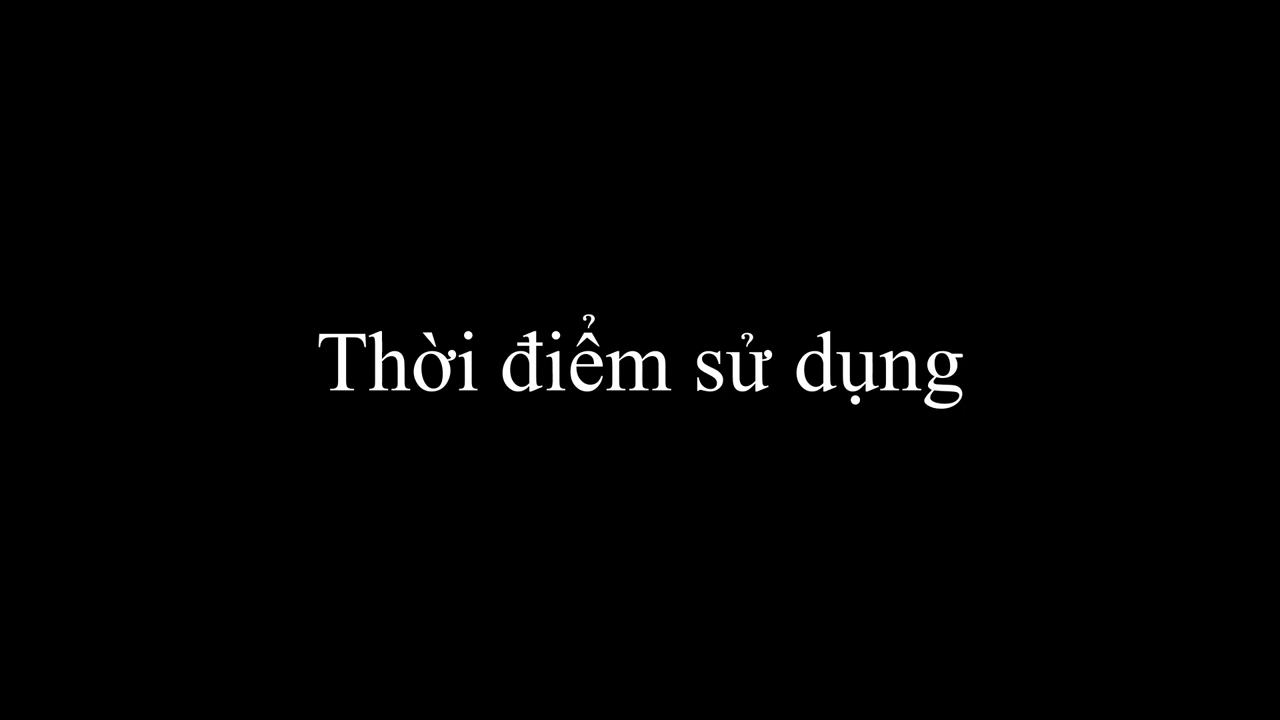 Thời điểm sử dụng